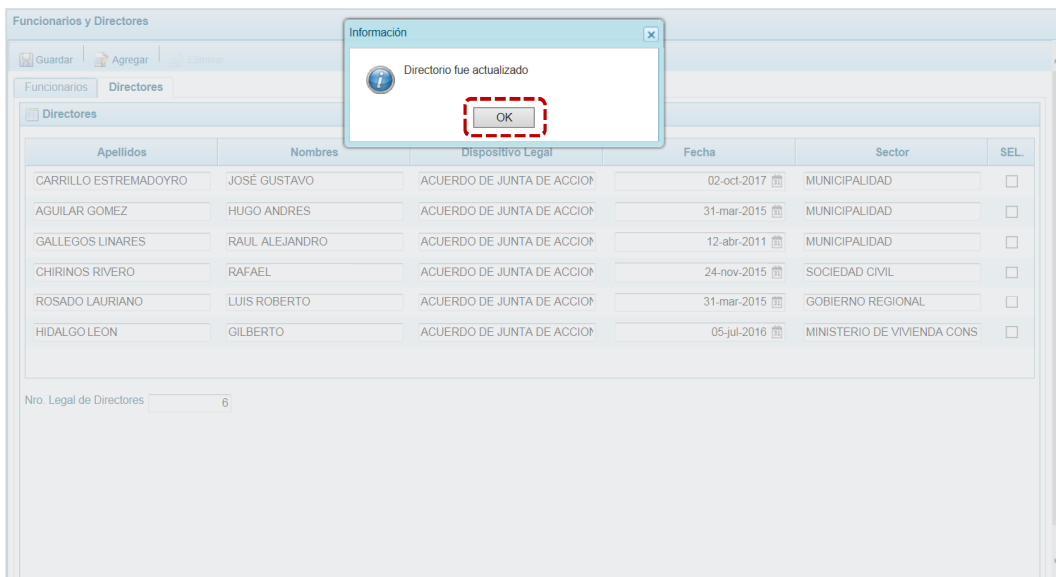 Funcionarios y Directores
Información
Guardar Agregar Eliminar
Directorio fue actualizado
OK
Funcionarios Directores
Directores
Apellidos Nombres Dispositivo Legal Fecha Sector SEL.
CARRILLO ESTREMADOYRO JOSÉ GUSTAVO ACUERDO DE JUNTA DE ACCION 02-oct-2017 MUNICIPALIDAD
AGUILAR GOMEZ HUGO ANDRES ACUERDO DE JUNTA DE ACCION 31-mar-2015 MUNICIPALIDAD
GALLEGOS LINARES RAUL ALEJANDRO ACUERDO DE JUNTA DE ACCION 12-abr-2011 MUNICIPALIDAD
CHIRINOS RIVERO RAFAEL ACUERDO DE JUNTA DE ACCION 24-nov-2015 SOCIEDAD CIVIL
ROSADO LAURIANO LUIS ROBERTO ACUERDO DE JUNTA DE ACCION 31-mar-2015 GOBIERNO REGIONAL
HIDALGO LEON GILBERTO ACUERDO DE JUNTA DE ACCION 05-jul-2016 MINISTERIO DE VIVIENDA CONS
Nro. Legal de Directores 6